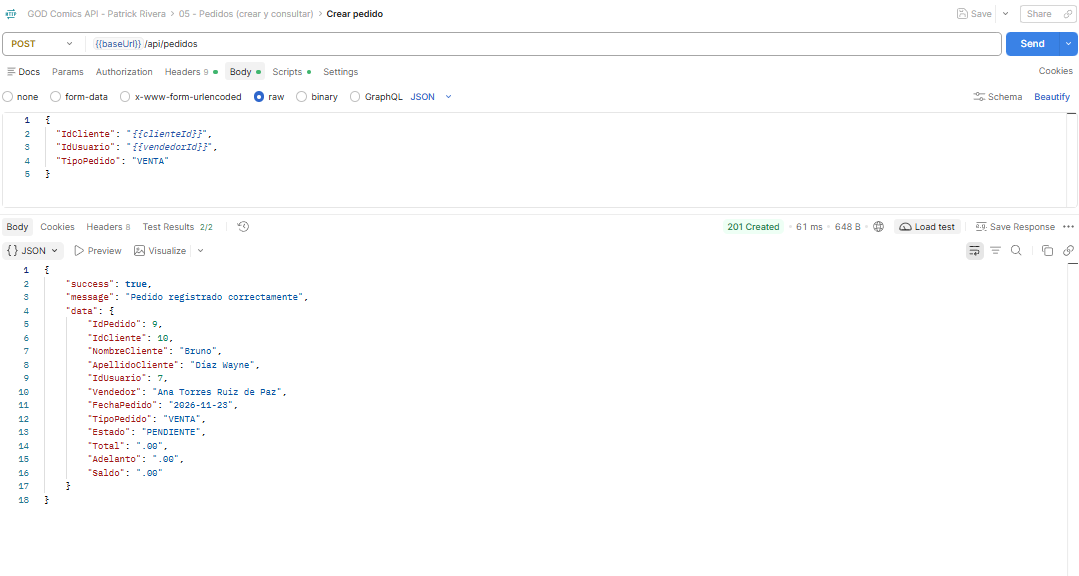 GOD Comics API - Patrick Rivera > 05 - Pedidos (crear y consultar) > Crear pedido Save Share
POST {{baseUrl}} /api/pedidos Send
Docs Params Authorization Headers 9 Body Scripts Settings Cookies
none form-data x-www-form-urlencoded raw binary GraphQL JSON Schema Beautify
1 {
2 "IdCliente": "{{clienteId}}",
3 "IdUsuario": "{{vendedorId}}",
4 "TipoPedido": "VENTA"
5 }
Body Cookies Headers 8 Test Results 2/2 201 Created • 61 ms • 648 B • Load test Save Response
{} JSON Preview Visualize
1 {
2 "success": true,
3 "message": "Pedido registrado correctamente",
4 "data": {
5 "IdPedido": 9,
6 "IdCliente": 10,
7 "NombreCliente": "Bruno",
8 "ApellidoCliente": "Díaz Wayne",
9 "IdUsuario": 7,
10 "Vendedor": "Ana Torres Ruiz de Paz",
11 "FechaPedido": "2026-11-23",
12 "TipoPedido": "VENTA",
13 "Estado": "PENDIENTE",
14 "Total": ".00",
15 "Adelanto": ".00",
16 "Saldo": ".00"
17 }
18 }